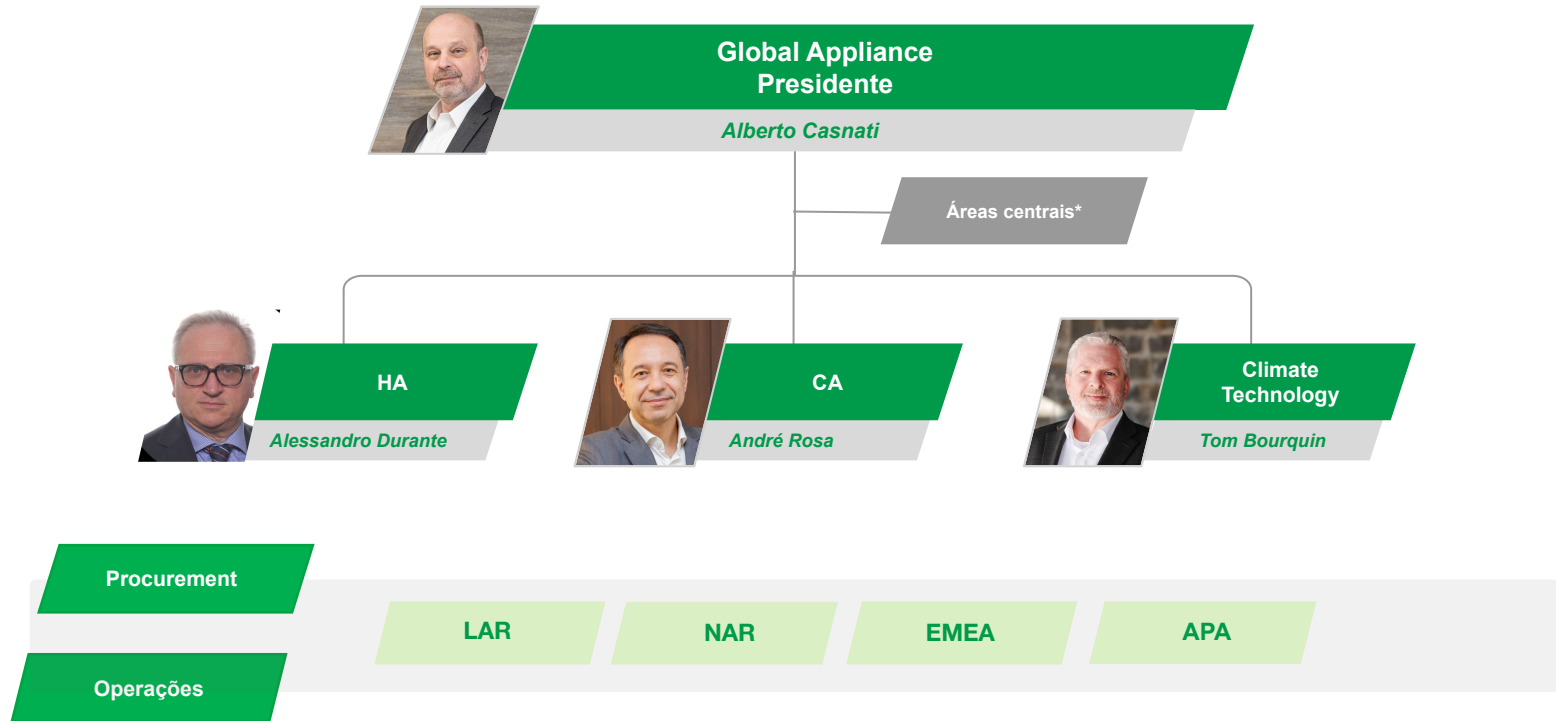 Global Appliance
Presidente
Alberto Casnati
Áreas centrais*
HA
Alessandro Durante
CA
André Rosa
Climate
Technology
Tom Bourquin
Procurement
LAR
NAR
EMEA
APA
Operações